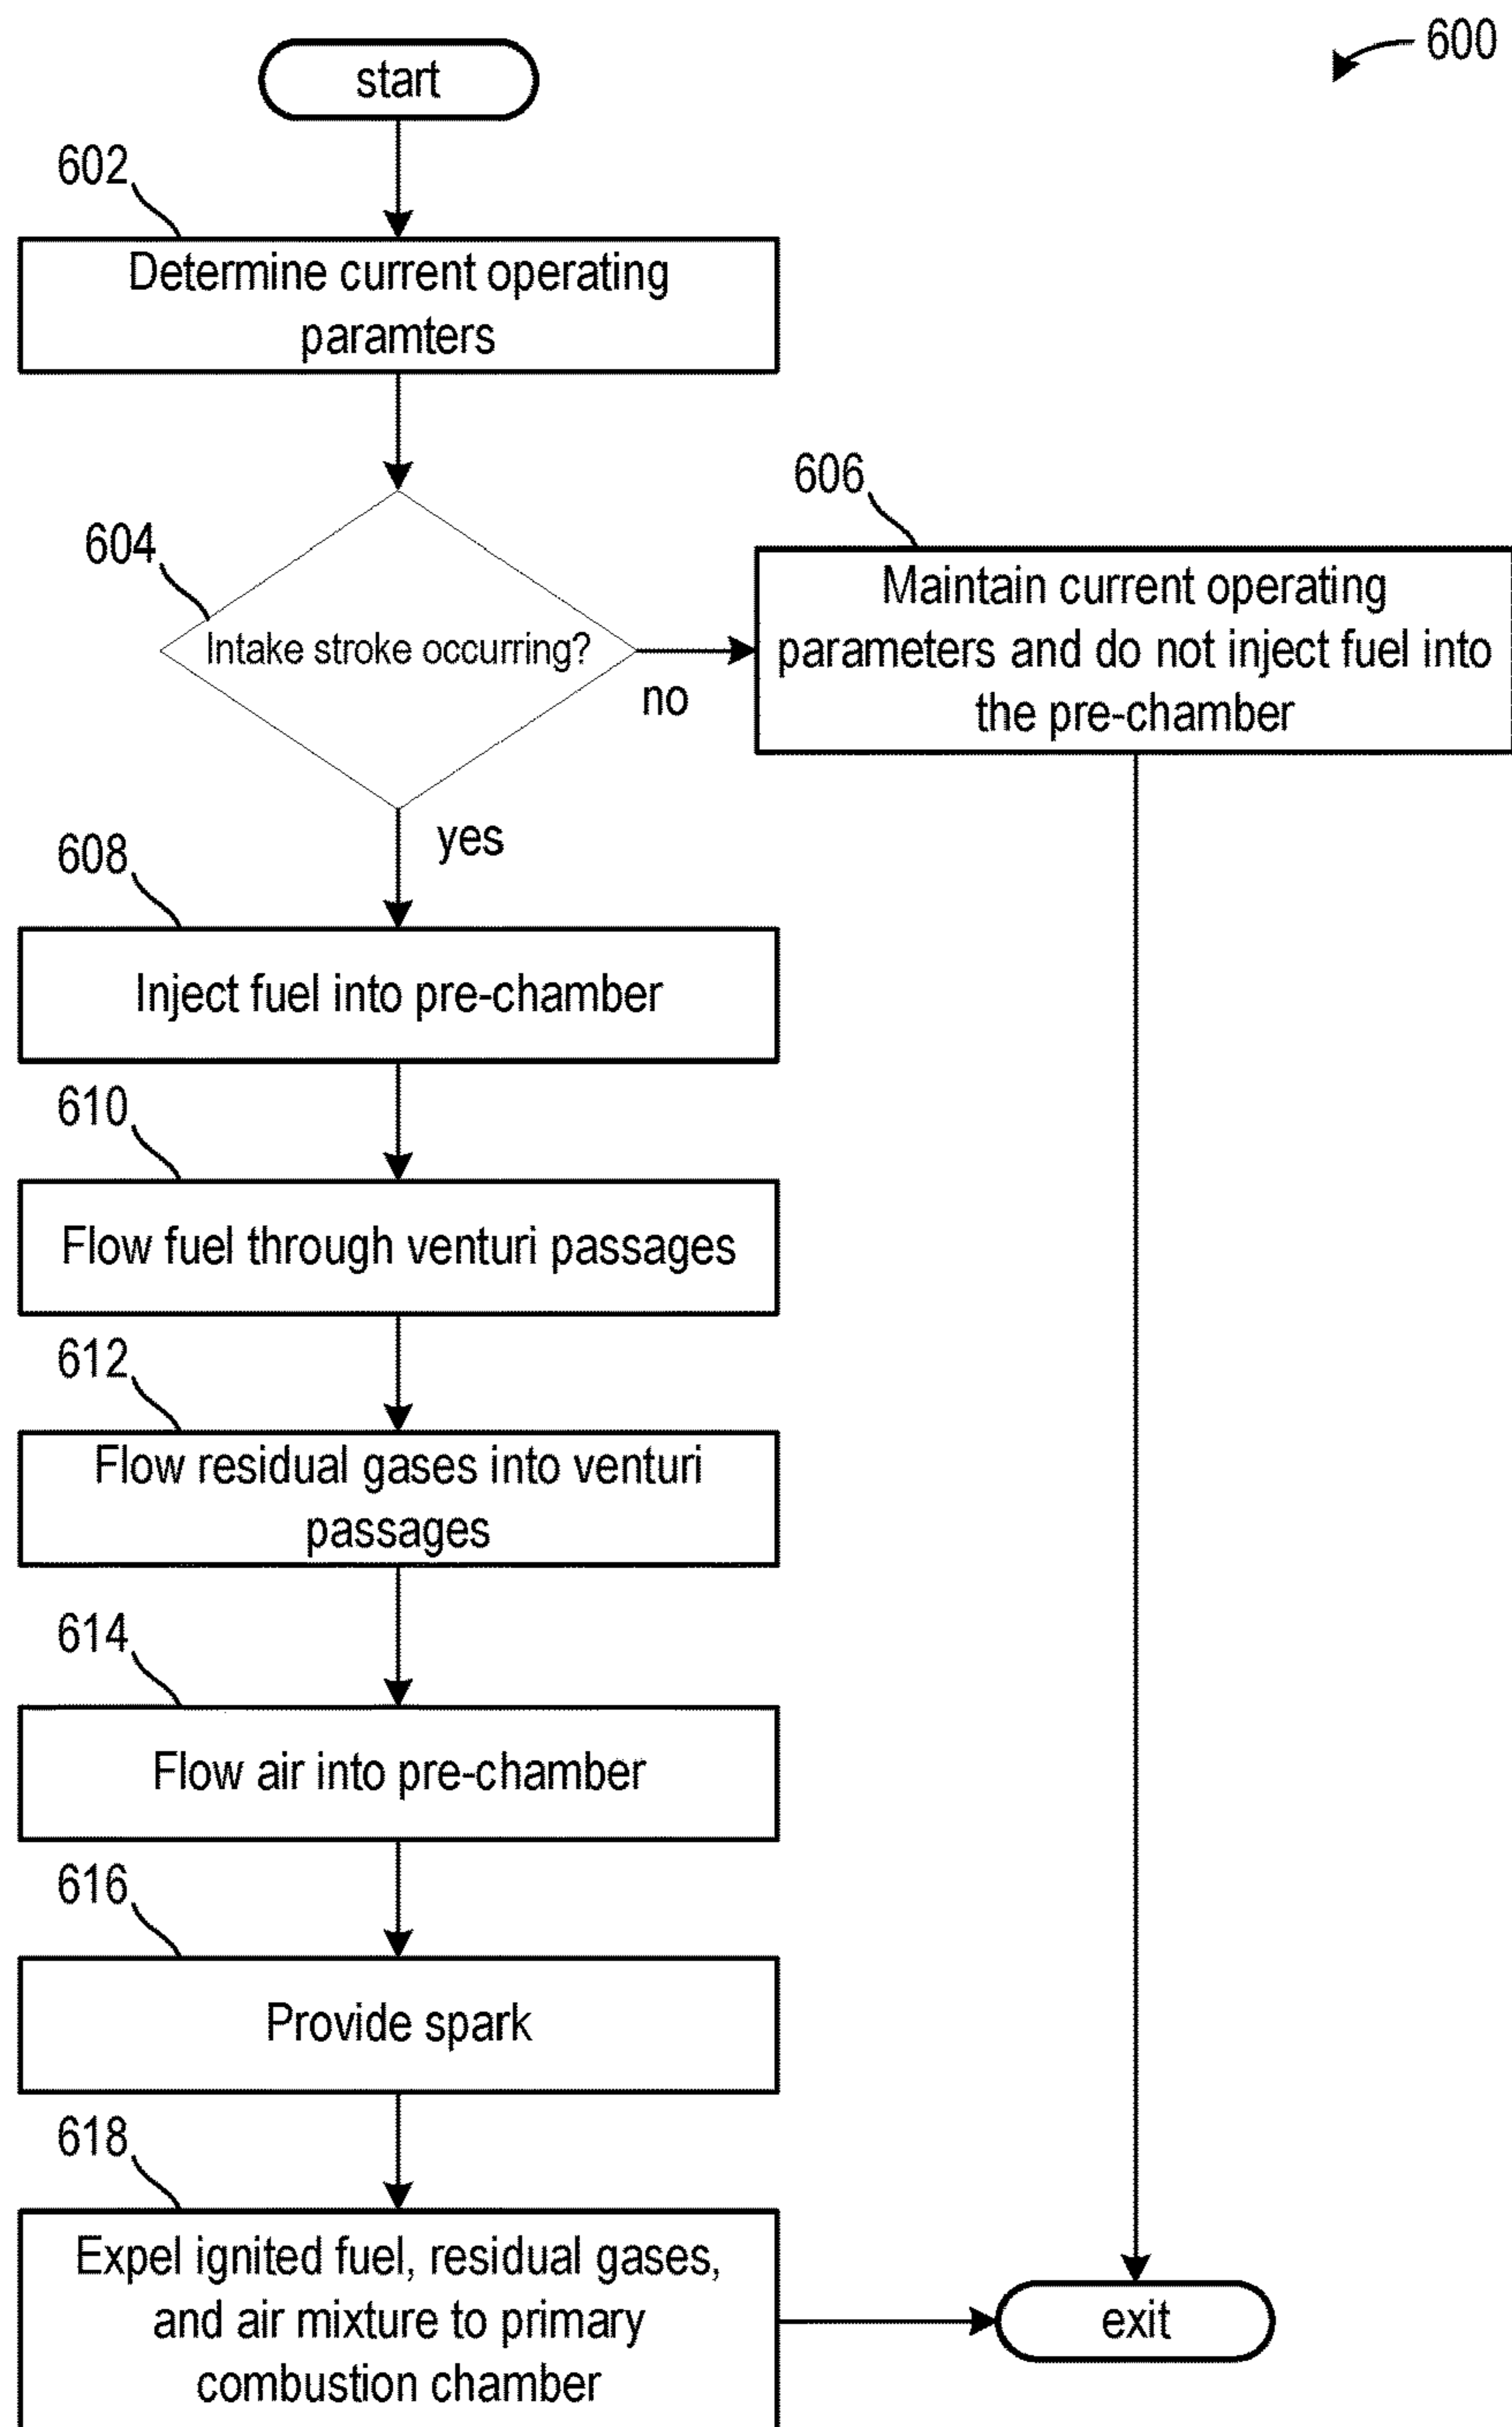 600
start
602
Determine current operating
paramters
604
Intake stroke occurring?
no
606
Maintain current operating
parameters and do not inject fuel into
the pre-chamber
yes
608
Inject fuel into pre-chamber
610
Flow fuel through venturi passages
612
Flow residual gases into venturi
passages
614
Flow air into pre-chamber
616
Provide spark
618
Expel ignited fuel, residual gases,
and air mixture to primary
combustion chamber
exit